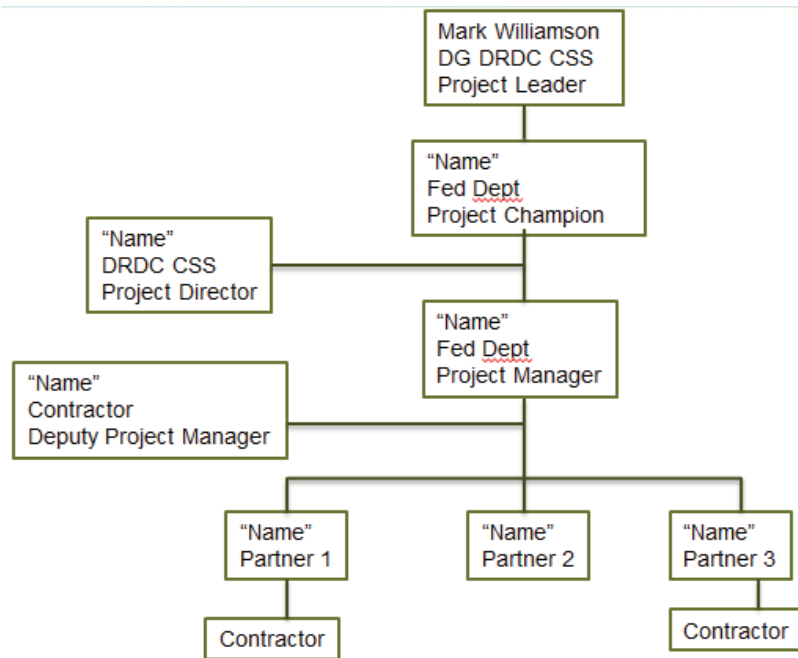 Mark Williamson
DG DRDC CSS
Project Leader
“Name”
Fed Dept
Project Champion
“Name”
DRDC CSS
Project Director
“Name”
Fed Dept
Project Manager
“Name”
Contractor
Deputy Project Manager
“Name”
Partner 1
“Name”
Partner 2
“Name”
Partner 3
Contractor
Contractor